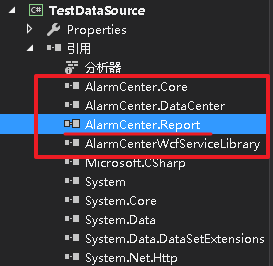 C# TestDataSource
Properties
引用
分析器
AlarmCenter.Core
AlarmCenter.DataCenter
AlarmCenter.Report
AlarmCenterWcfServiceLibrary
Microsoft.CSharp
System
System.Core
System.Data
System.Data.DataSetExtensions
System.Net.Http